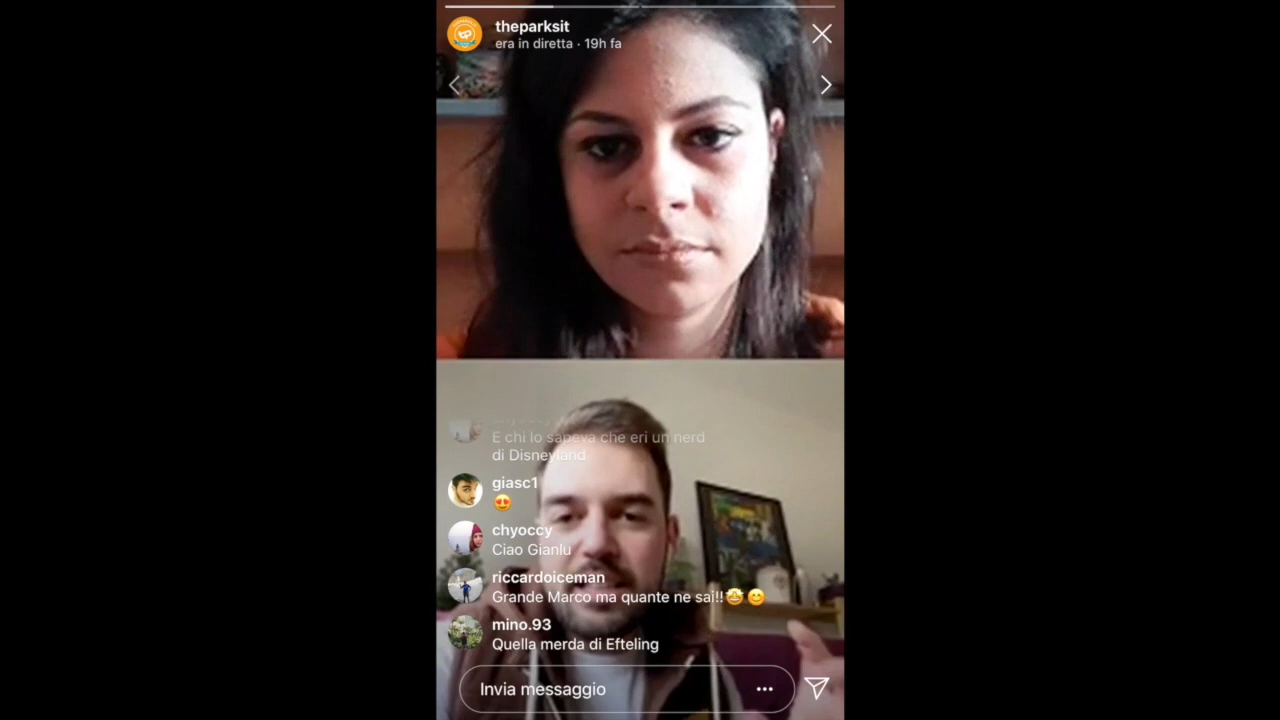 theparksit
era in diretta · 19h fa
E chi lo sapeva che eri un nerd
di Disneyland
giasc1
😍
chyoccy
Ciao Gianlu
riccardoiceman
Grande Marco ma quante ne sai!!🤩😊
mino.93
Quella merda di Efteling
Invia messaggio